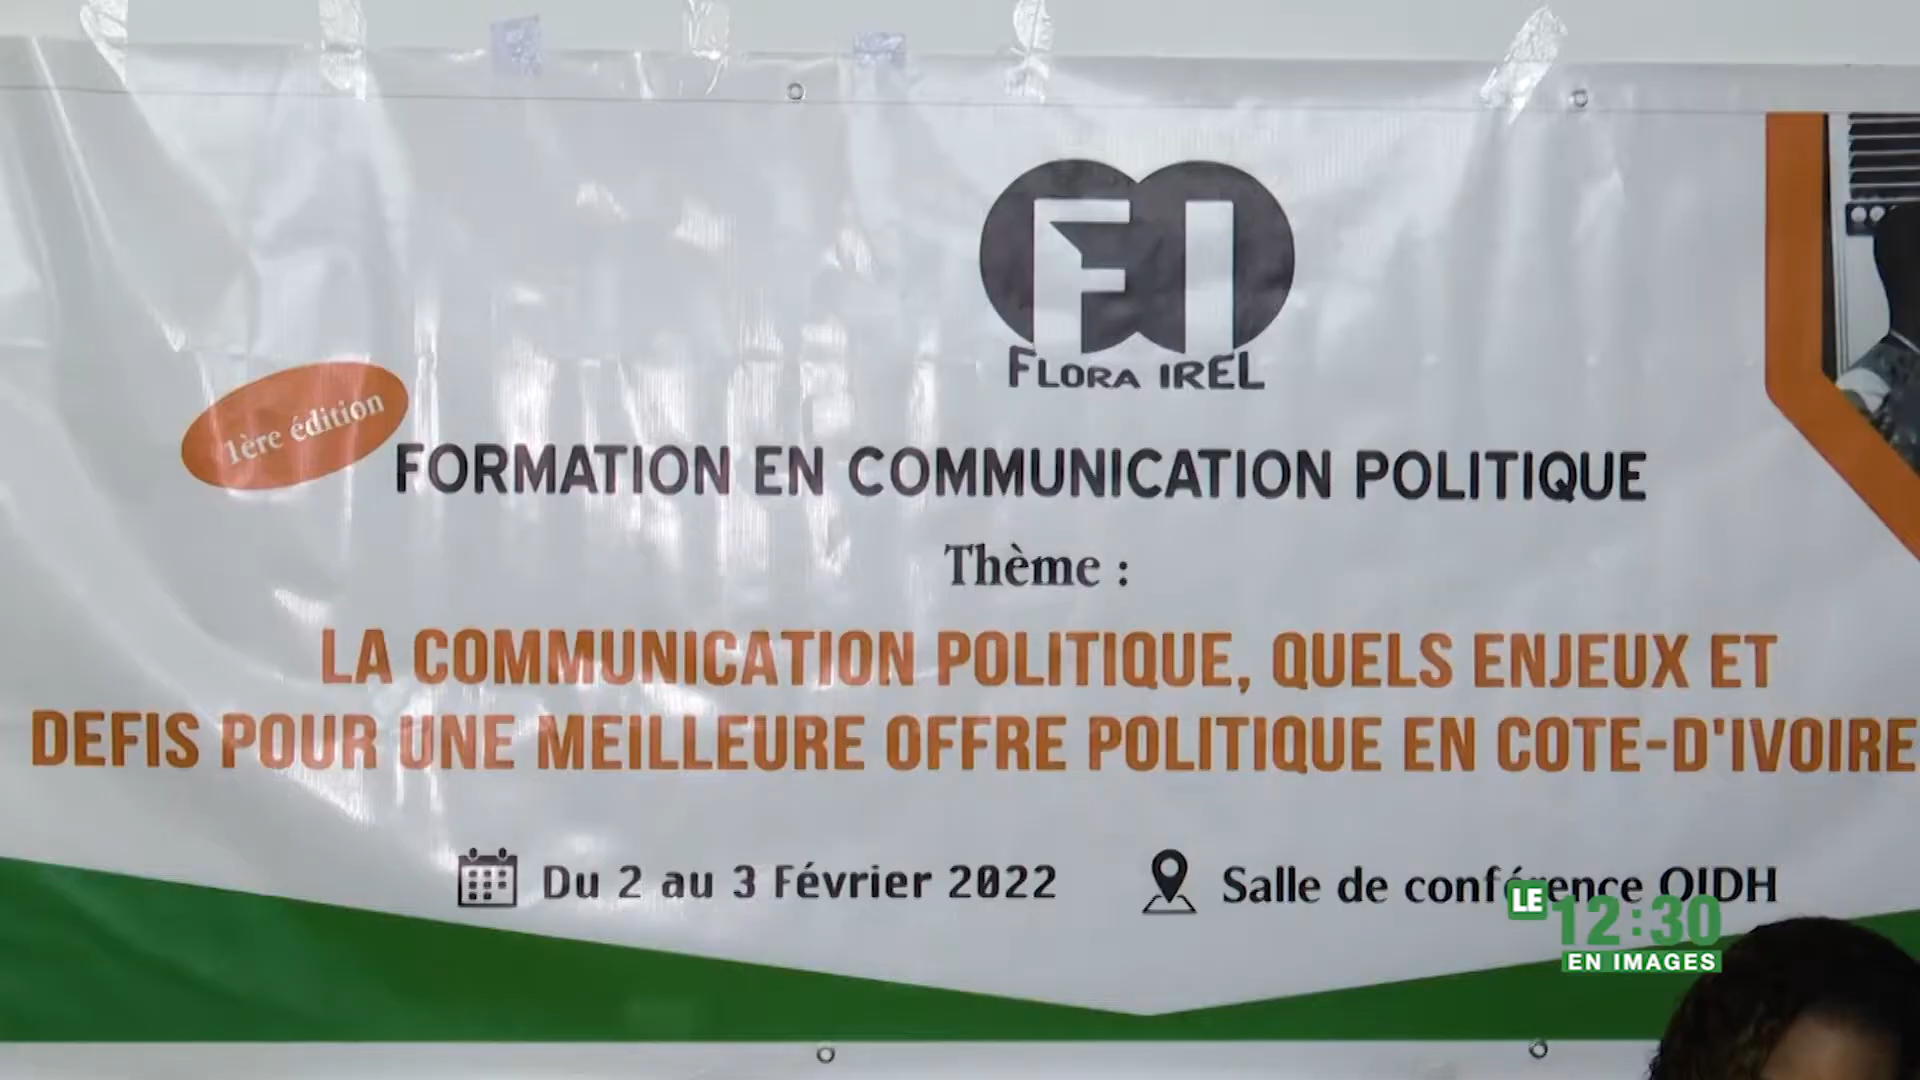 FI
FLORA IREL
1ère édition
FORMATION EN COMMUNICATION POLITIQUE
Thème :
LA COMMUNICATION POLITIQUE, QUELS ENJEUX ET
DEFIS POUR UNE MEILLEURE OFFRE POLITIQUE EN COTE-D'IVOIRE
Du 2 au 3 Février 2022
Salle de conférence OIDH
LE 12:30
EN IMAGES